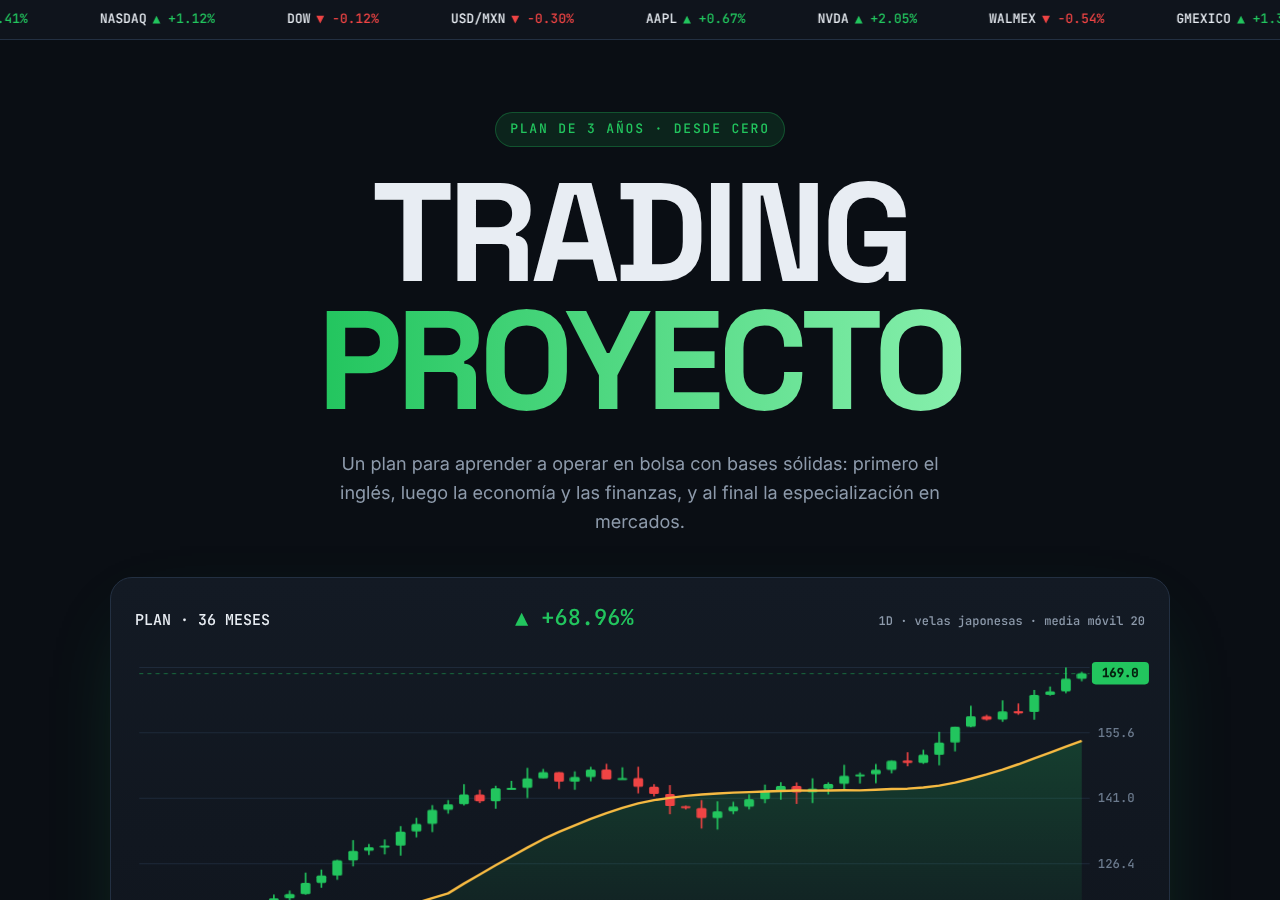 .41% NASDAQ ▲ +1.12% DOW ▼ -0.12% USD/MXN ▼ -0.30% AAPL ▲ +0.67% NVDA ▲ +2.05% WALMEX ▼ -0.54% GMEXICO ▲ +1.3
PLAN DE 3 AÑOS · DESDE CERO
TRADING
PROYECTO
Un plan para aprender a operar en bolsa con bases sólidas: primero el
inglés, luego la economía y las finanzas, y al final la especialización en
mercados.
PLAN · 36 MESES ▲ +68.96% 1D · velas japonesas · media móvil 20
169.0
155.6
141.0
126.4